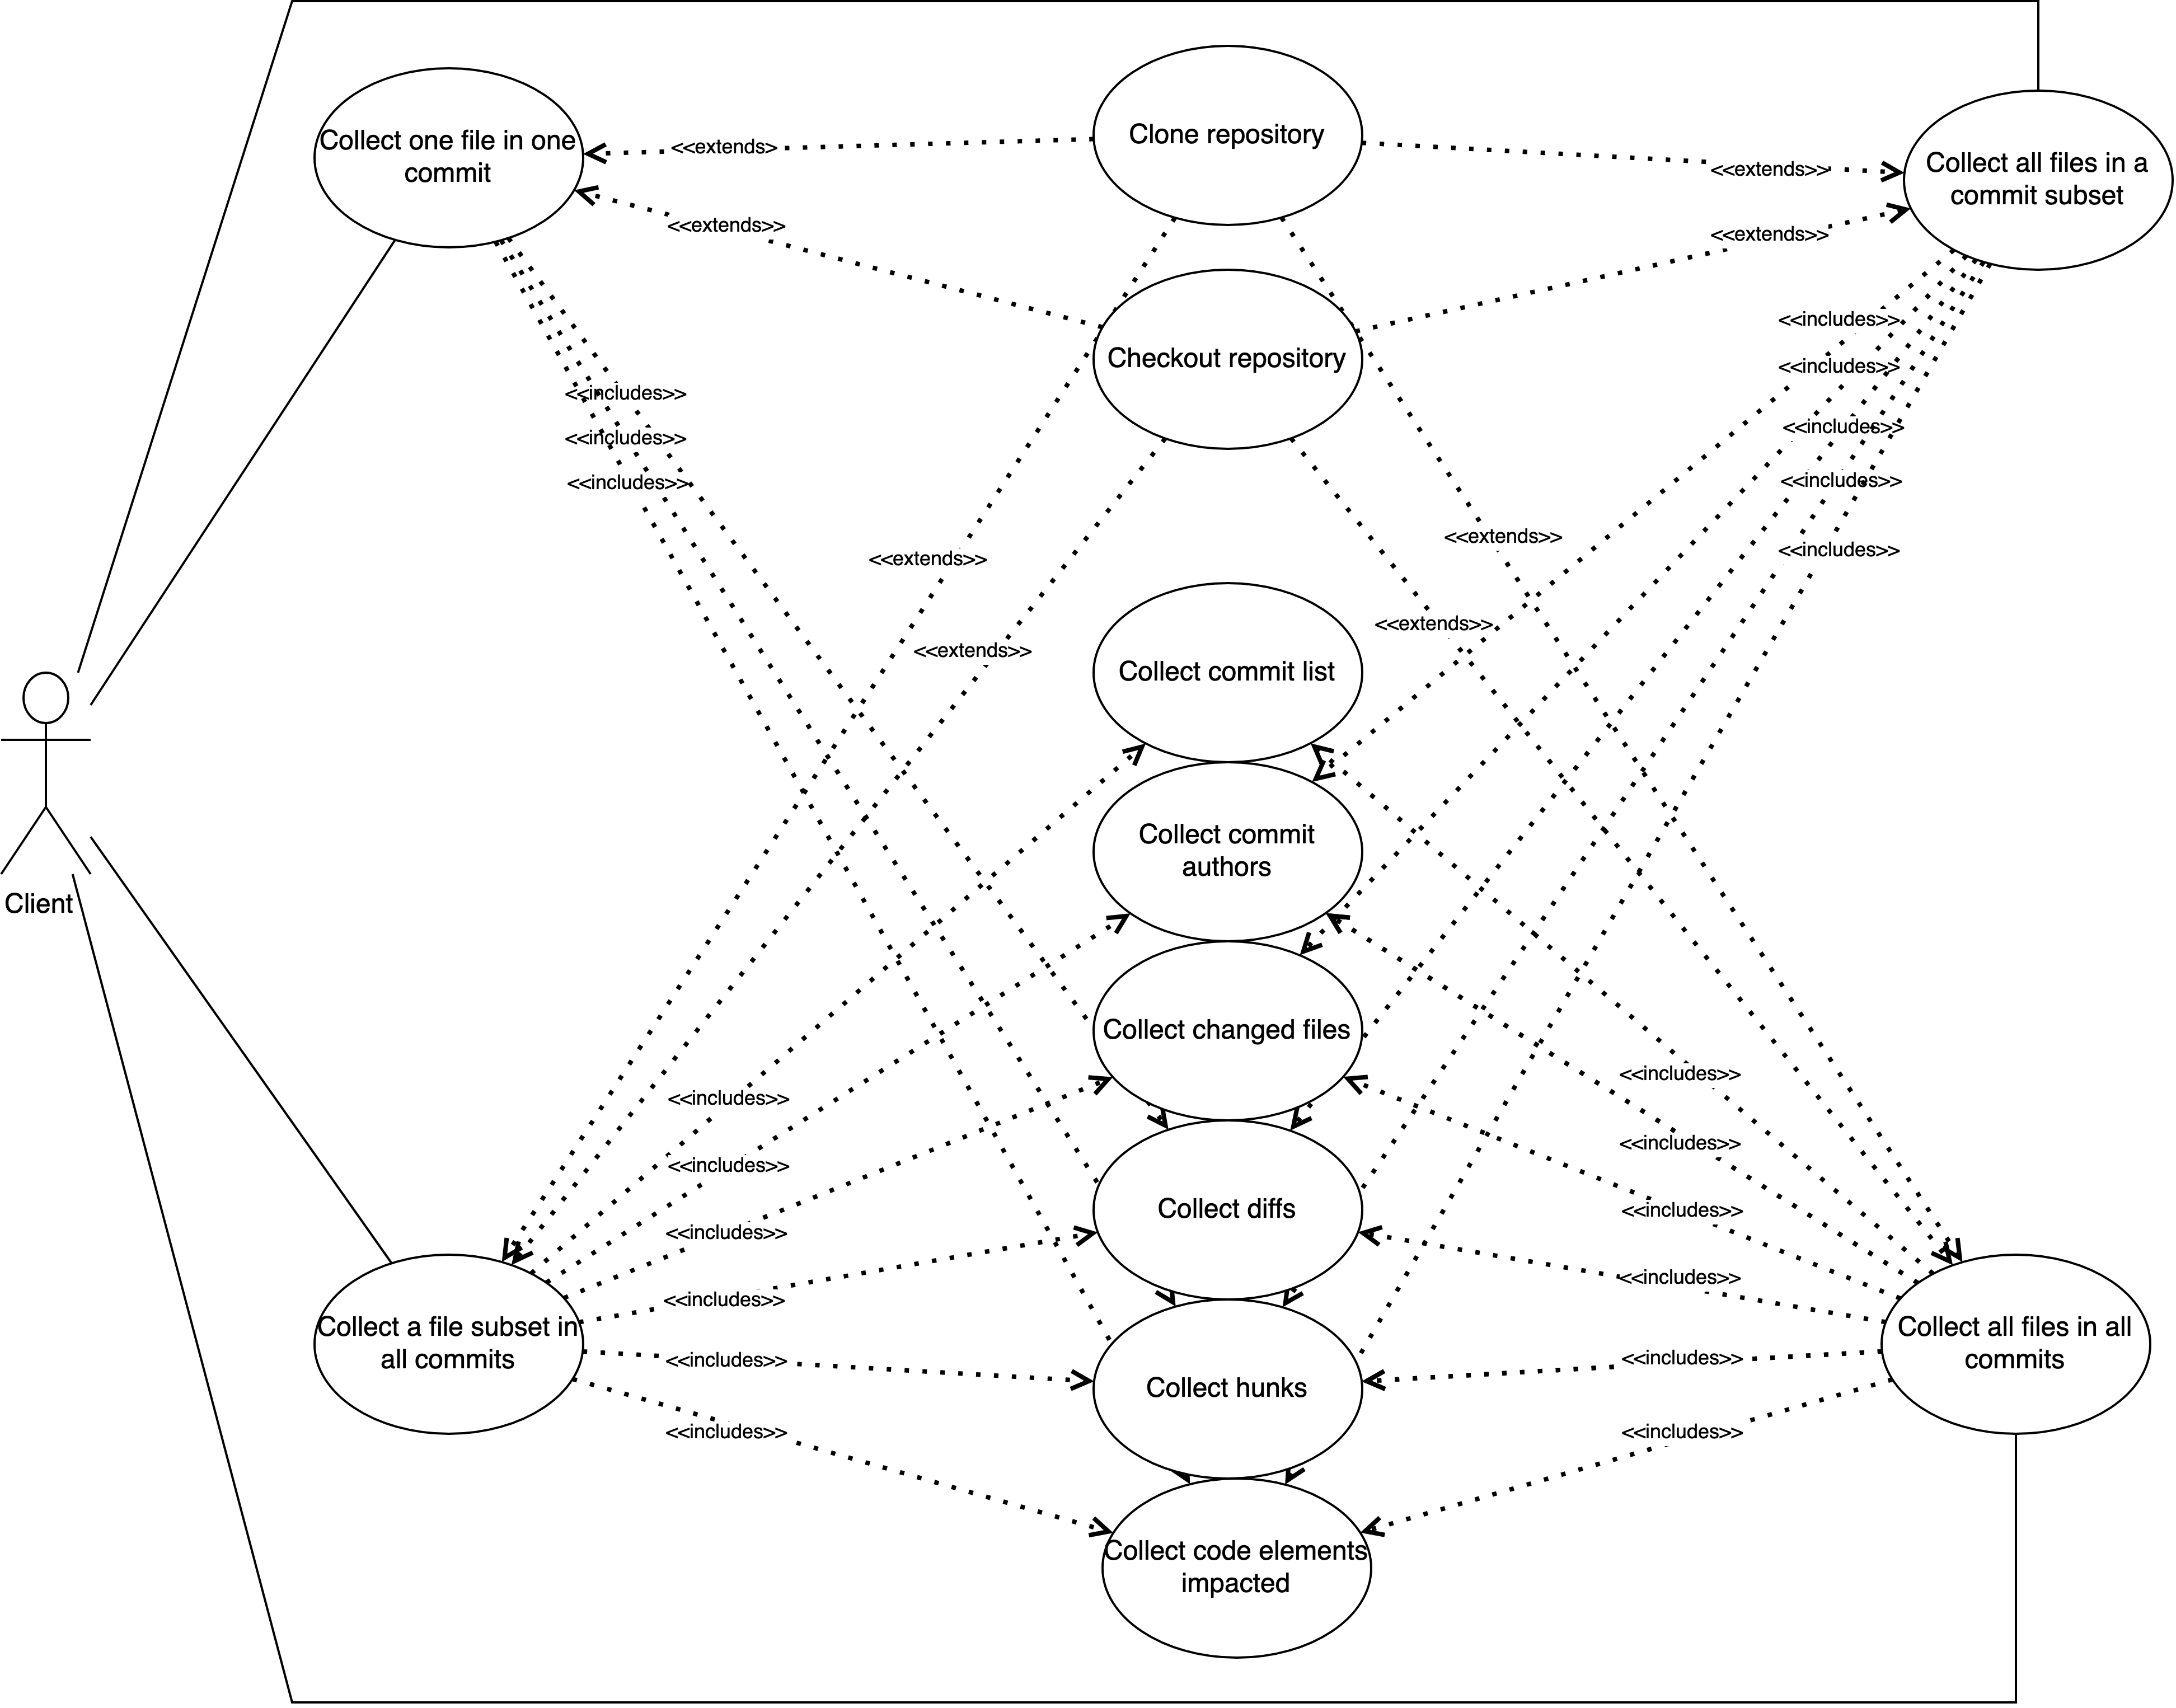 Clone repository
Collect one file in one
commit
<<extends>
<<extends>>
Collect all files in a
commit subset
<<extends>>
<<extends>>
<<includes>>
Checkout repository
<<includes>>
<<includes>>
<<includes>>
<<includes>>
<<includes>>
<<includes>>
<<extends>>
<<includes>>
<<extends>>
<<extends>>
<<extends>>
Collect commit list
Collect commit
authors
Client
Collect changed files
<<includes>>
<<includes>>
<<includes>>
<<includes>>
<<includes>>
<<includes>>
Collect diffs
<<includes>>
<<includes>>
Collect a file subset in
all commits
Collect all files in all
commits
<<includes>>
<<includes>>
Collect hunks
<<includes>>
<<includes>>
Collect code elements
impacted